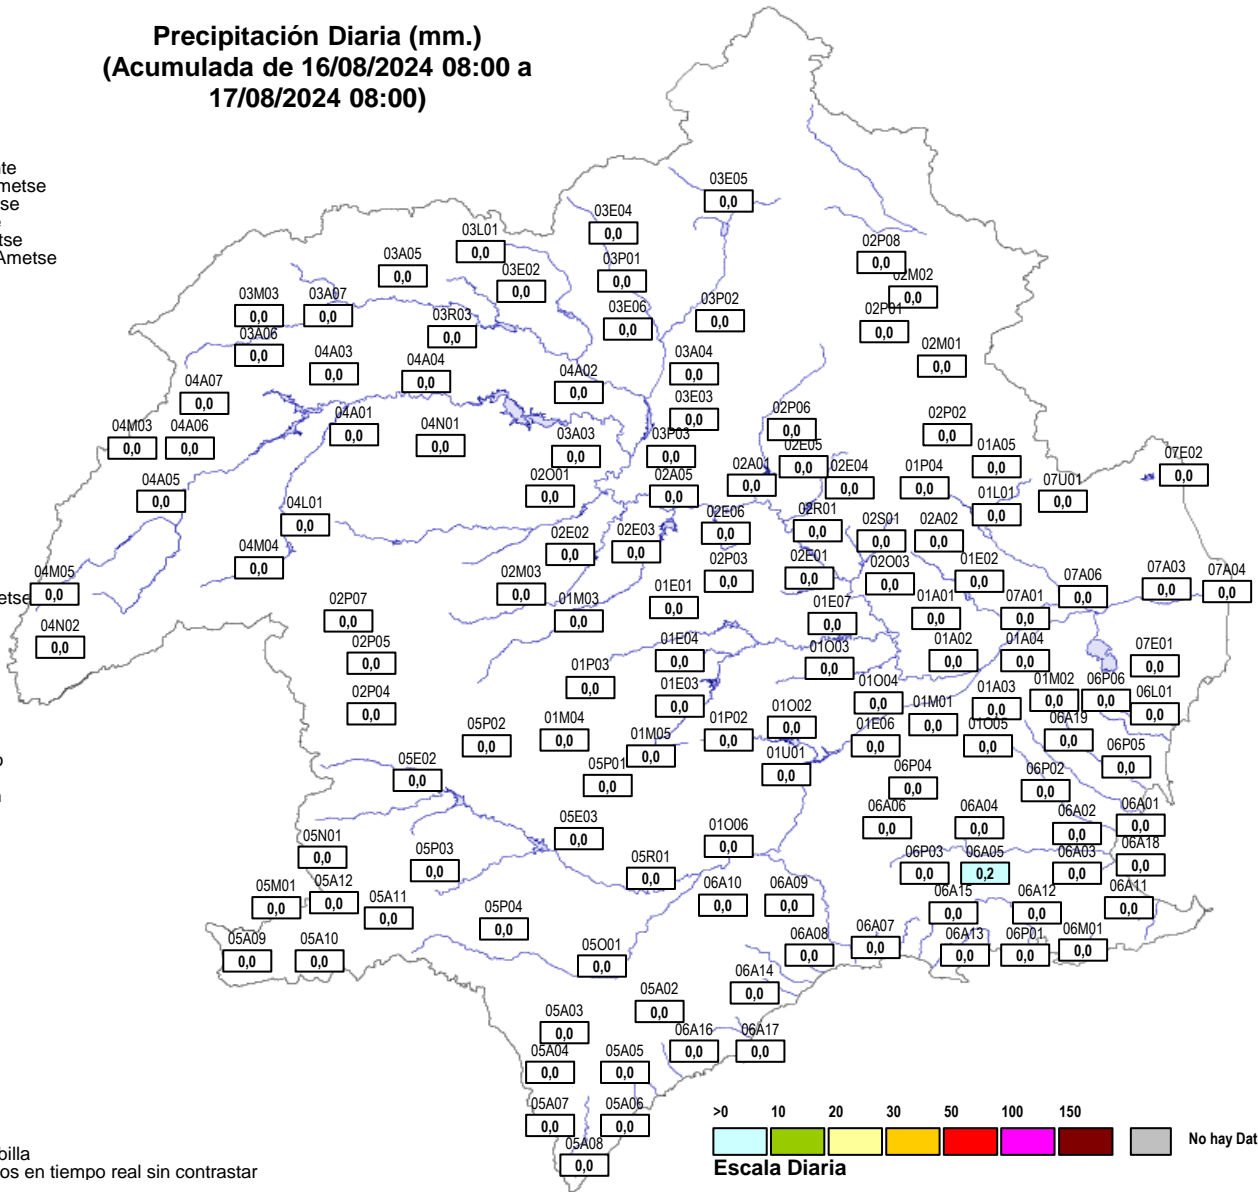 Precipitación Diaria (mm.)
(Acumulada de 16/08/2024 08:00 a
17/08/2024 08:00)
03E05
0,0
03E04
0,0
03L01
0,0
03A05
0,0
03P01
0,0
03E02
0,0
02P08
0,0
02M02
0,0
03M03
0,0
03A07
0,0
03R03
0,0
03E06
0,0
03P02
0,0
02P01
0,0
03A06
0,0
04A03
0,0
04A04
0,0
04A02
0,0
03A04
0,0
02M01
0,0
04A07
0,0
03E03
0,0
04M03
0,0
04A06
0,0
04A01
0,0
04N01
0,0
03A03
0,0
03P03
0,0
02P06
0,0
02E05
0,0
02P02
0,0
01A05
0,0
07E02
0,0
04A05
0,0
02O01
0,0
02A05
0,0
02A01
0,0
02E04
0,0
01P04
0,0
01L01
0,0
07U01
0,0
04L01
0,0
02E06
0,0
02R01
0,0
02S01
0,0
02A02
0,0
04M04
0,0
02E02
0,0
02E03
0,0
04M05
0,0
02M03
0,0
02P03
0,0
02E01
0,0
02O03
0,0
01E02
0,0
07A06
0,0
07A03
0,0
07A04
0,0
02P07
0,0
01M03
0,0
01E01
0,0
01E07
0,0
01A01
0,0
07A01
0,0
04N02
0,0
02P05
0,0
01E04
0,0
01O03
0,0
01A02
0,0
01A04
0,0
07E01
0,0
02P04
0,0
01P03
0,0
01E03
0,0
01O04
0,0
01A03
0,0
01M02
0,0
06P06
0,0
06L01
0,0
05P02
0,0
01M04
0,0
01M05
0,0
01P02
0,0
01O02
0,0
01M01
0,0
01E06
0,0
01O05
0,0
06A19
0,0
05E02
0,0
05P01
0,0
01U01
0,0
06P04
0,0
06P02
0,0
06P05
0,0
05E03
0,0
01O06
0,0
06A06
0,0
06A04
0,0
06A02
0,0
06A01
0,0
05N01
0,0
05P03
0,0
05R01
0,0
06P03
0,0
06A05
0,2
06A03
0,0
06A18
0,0
05M01
0,0
05A12
0,0
05A11
0,0
06A10
0,0
06A09
0,0
06A15
0,0
06A12
0,0
06A11
0,0
05A09
0,0
05A10
0,0
05P04
0,0
05O01
0,0
06A08
0,0
06A07
0,0
06A13
0,0
06P01
0,0
06M01
0,0
06A14
0,0
05A02
0,0
05A03
0,0
06A16
0,0
06A17
0,0
05A04
0,0
05A05
0,0
05A07
0,0
05A06
0,0
05A08
0,0
>0 10 20 30 50 100 150
No hay Dat
Escala Diaria
billa
os en tiempo real sin contrastar